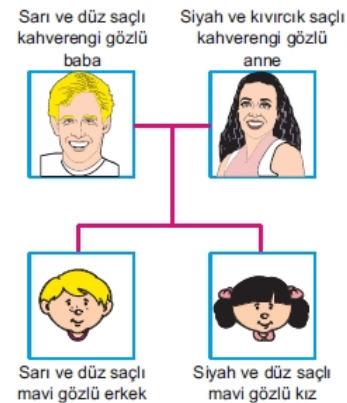 Sarı ve düz saçlı
kahverengi gözlü
baba
Siyah ve kıvırcık saçlı
kahverengi gözlü
anne
Sarı ve düz saçlı
mavi gözlü erkek
Siyah ve düz saçlı
mavi gözlü kız